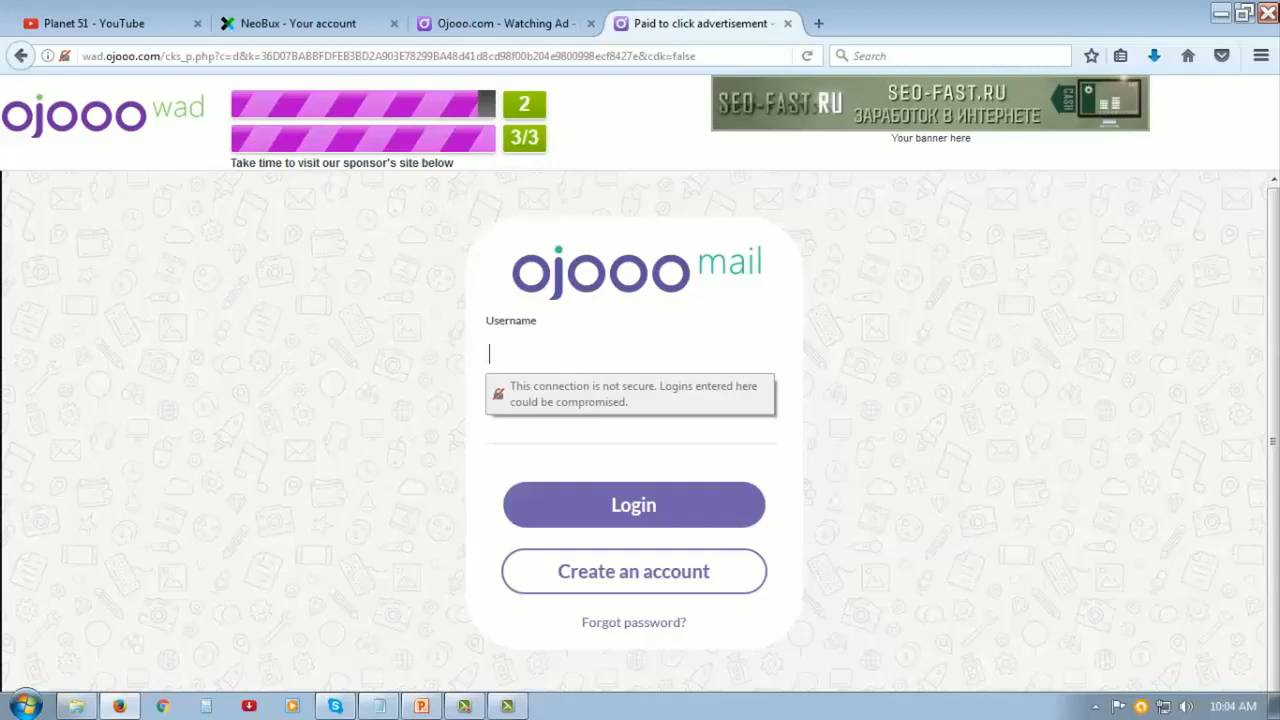 Planet 51 - YouTube
NeoBux - Your account
Ojooo.com - Watching Ad -
Paid to click advertisement -
wad.ojooo.com/cks_p.php?c=d&k=36D07BABBFDFEB3BD2A903E78299BA48d41d8cd98f00b204e9800998ecf8427e&cdk=false
Search
ojooo wad
2
3/3
Take time to visit our sponsor's site below
SEO-FAST.RU
SEO-FAST.RU
ЗАРАБОТОК В ИНТЕРНЕТЕ
CASH
Your banner here
ojooo mail
Username
This connection is not secure. Logins entered here
could be compromised.
Login
Create an account
Forgot password?
10:04 AM